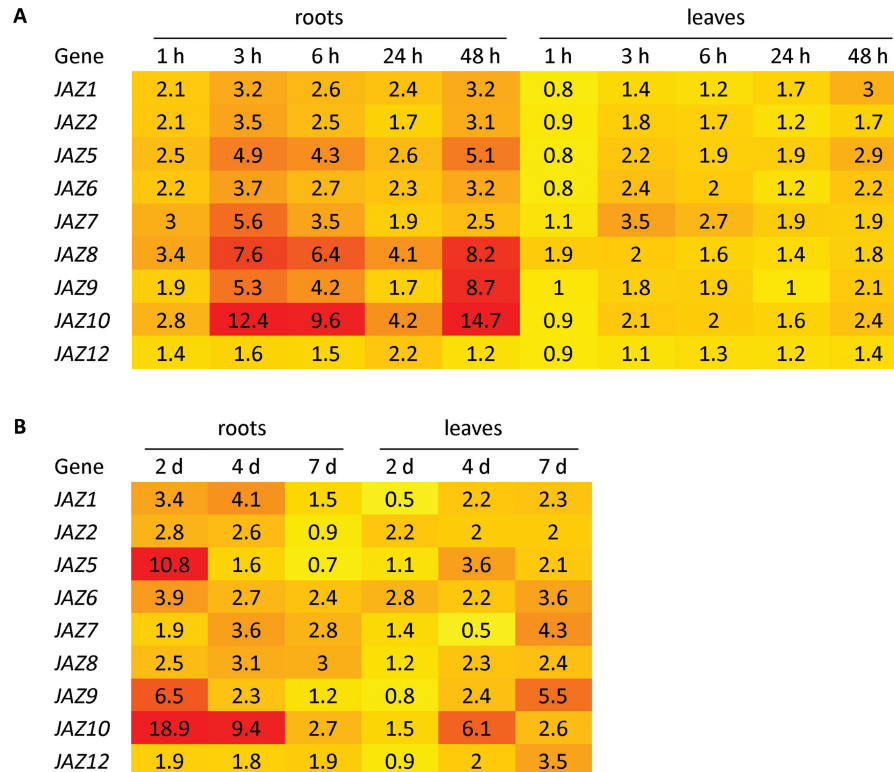 A
roots leaves
Gene 1 h 3 h 6 h 24 h 48 h 1 h 3 h 6 h 24 h 48 h
JAZ1 2.1 3.2 2.6 2.4 3.2 0.8 1.4 1.2 1.7 3
JAZ2 2.1 3.5 2.5 1.7 3.1 0.9 1.8 1.7 1.2 1.7
JAZ5 2.5 4.9 4.3 2.6 5.1 0.8 2.2 1.9 1.9 2.9
JAZ6 2.2 3.7 2.7 2.3 3.2 0.8 2.4 2 1.2 2.2
JAZ7 3 5.6 3.5 1.9 2.5 1.1 3.5 2.7 1.9 1.9
JAZ8 3.4 7.6 6.4 4.1 8.2 1.9 2 1.6 1.4 1.8
JAZ9 1.9 5.3 4.2 1.7 8.7 1 1.8 1.9 1 2.1
JAZ10 2.8 12.4 9.6 4.2 14.7 0.9 2.1 2 1.6 2.4
JAZ12 1.4 1.6 1.5 2.2 1.2 0.9 1.1 1.3 1.2 1.4
B
roots leaves
Gene 2 d 4 d 7 d 2 d 4 d 7 d
JAZ1 3.4 4.1 1.5 0.5 2.2 2.3
JAZ2 2.8 2.6 0.9 2.2 2 2
JAZ5 10.8 1.6 0.7 1.1 3.6 2.1
JAZ6 3.9 2.7 2.4 2.8 2.2 3.6
JAZ7 1.9 3.6 2.8 1.4 0.5 4.3
JAZ8 2.5 3.1 3 1.2 2.3 2.4
JAZ9 6.5 2.3 1.2 0.8 2.4 5.5
JAZ10 18.9 9.4 2.7 1.5 6.1 2.6
JAZ12 1.9 1.8 1.9 0.9 2 3.5